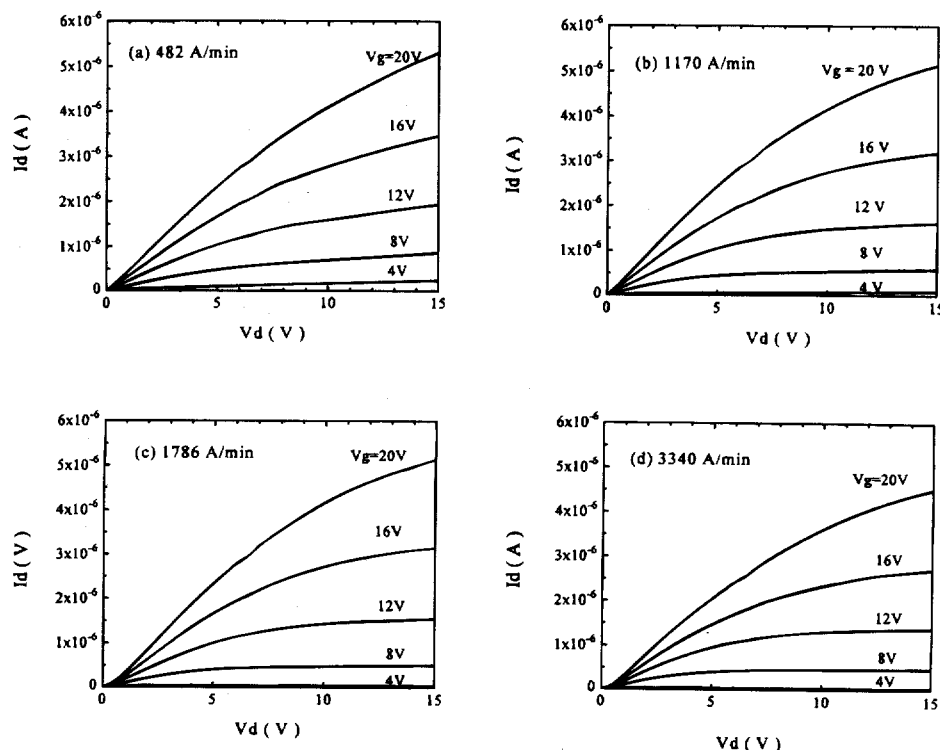 6x10⁻⁶
5x10⁻⁶
4x10⁻⁶
3x10⁻⁶
2x10⁻⁶
1x10⁻⁶
0
Id ( A )
(a) 482 A/min
Vg=20V
16V
12V
8V
4V
0 5 10 15
Vd ( V )
6x10⁻⁶
5x10⁻⁶
4x10⁻⁶
3x10⁻⁶
2x10⁻⁶
1x10⁻⁶
0
Id ( A )
(b) 1170 A/min
Vg = 20 V
16 V
12 V
8 V
4 V
0 5 10 15
Vd ( V )
6x10⁻⁶
5x10⁻⁶
4x10⁻⁶
3x10⁻⁶
2x10⁻⁶
1x10⁻⁶
0
Id ( V )
(c) 1786 A/min
Vg=20V
16V
12V
8V
4V
0 5 10 15
Vd ( V )
6x10⁻⁶
5x10⁻⁶
4x10⁻⁶
3x10⁻⁶
2x10⁻⁶
1x10⁻⁶
0
Id ( A )
(d) 3340 A/min
Vg=20V
16V
12V
8V
4V
0 5 10 15
Vd ( V )